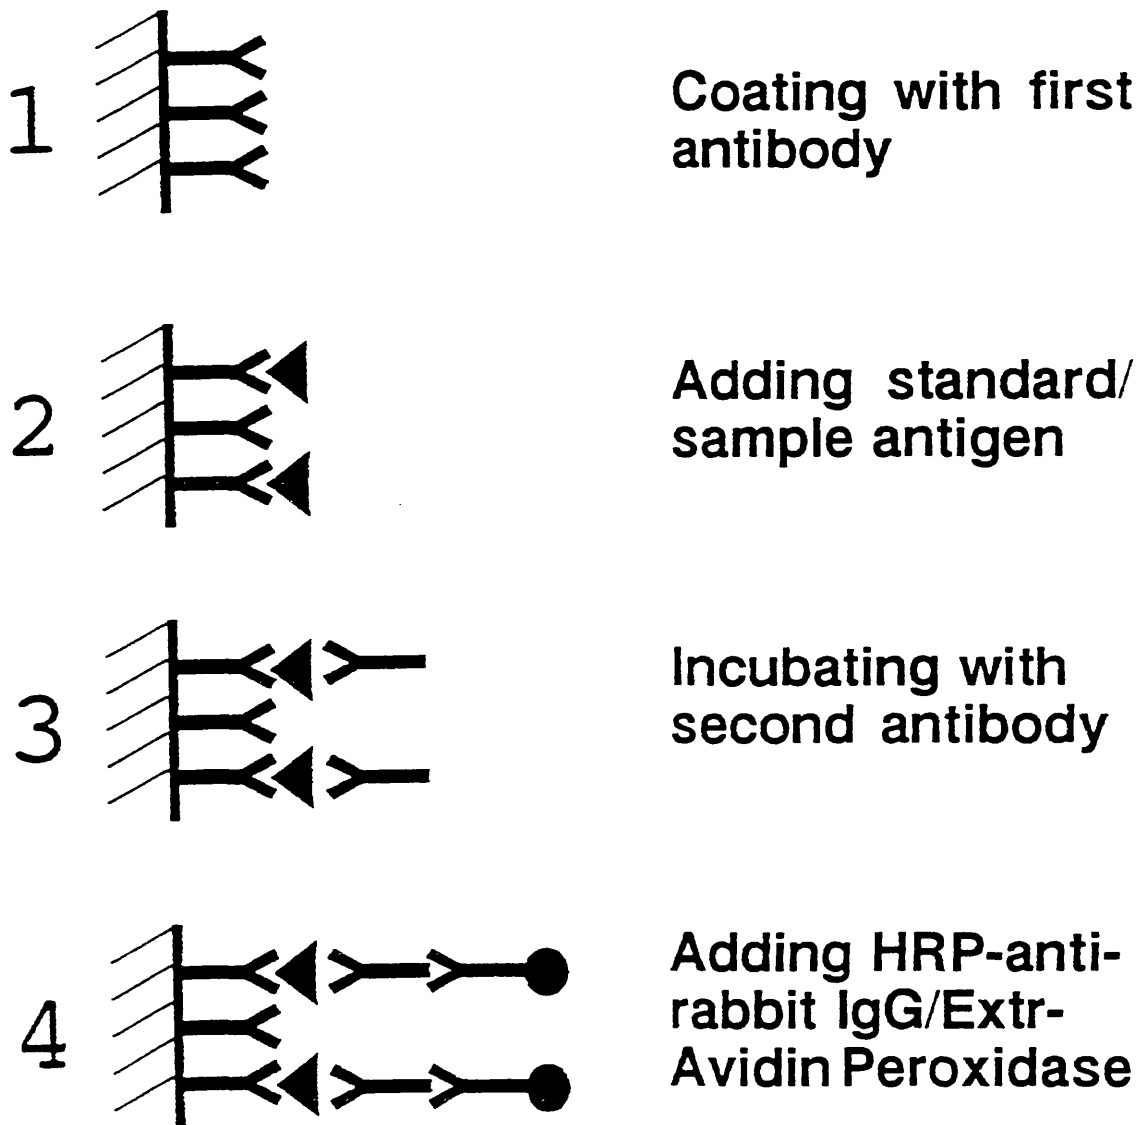 1
Coating with first
antibody
2
Adding standard/
sample antigen
3
Incubating with
second antibody
4
Adding HRP-anti-
rabbit IgG/Extr-
Avidin Peroxidase